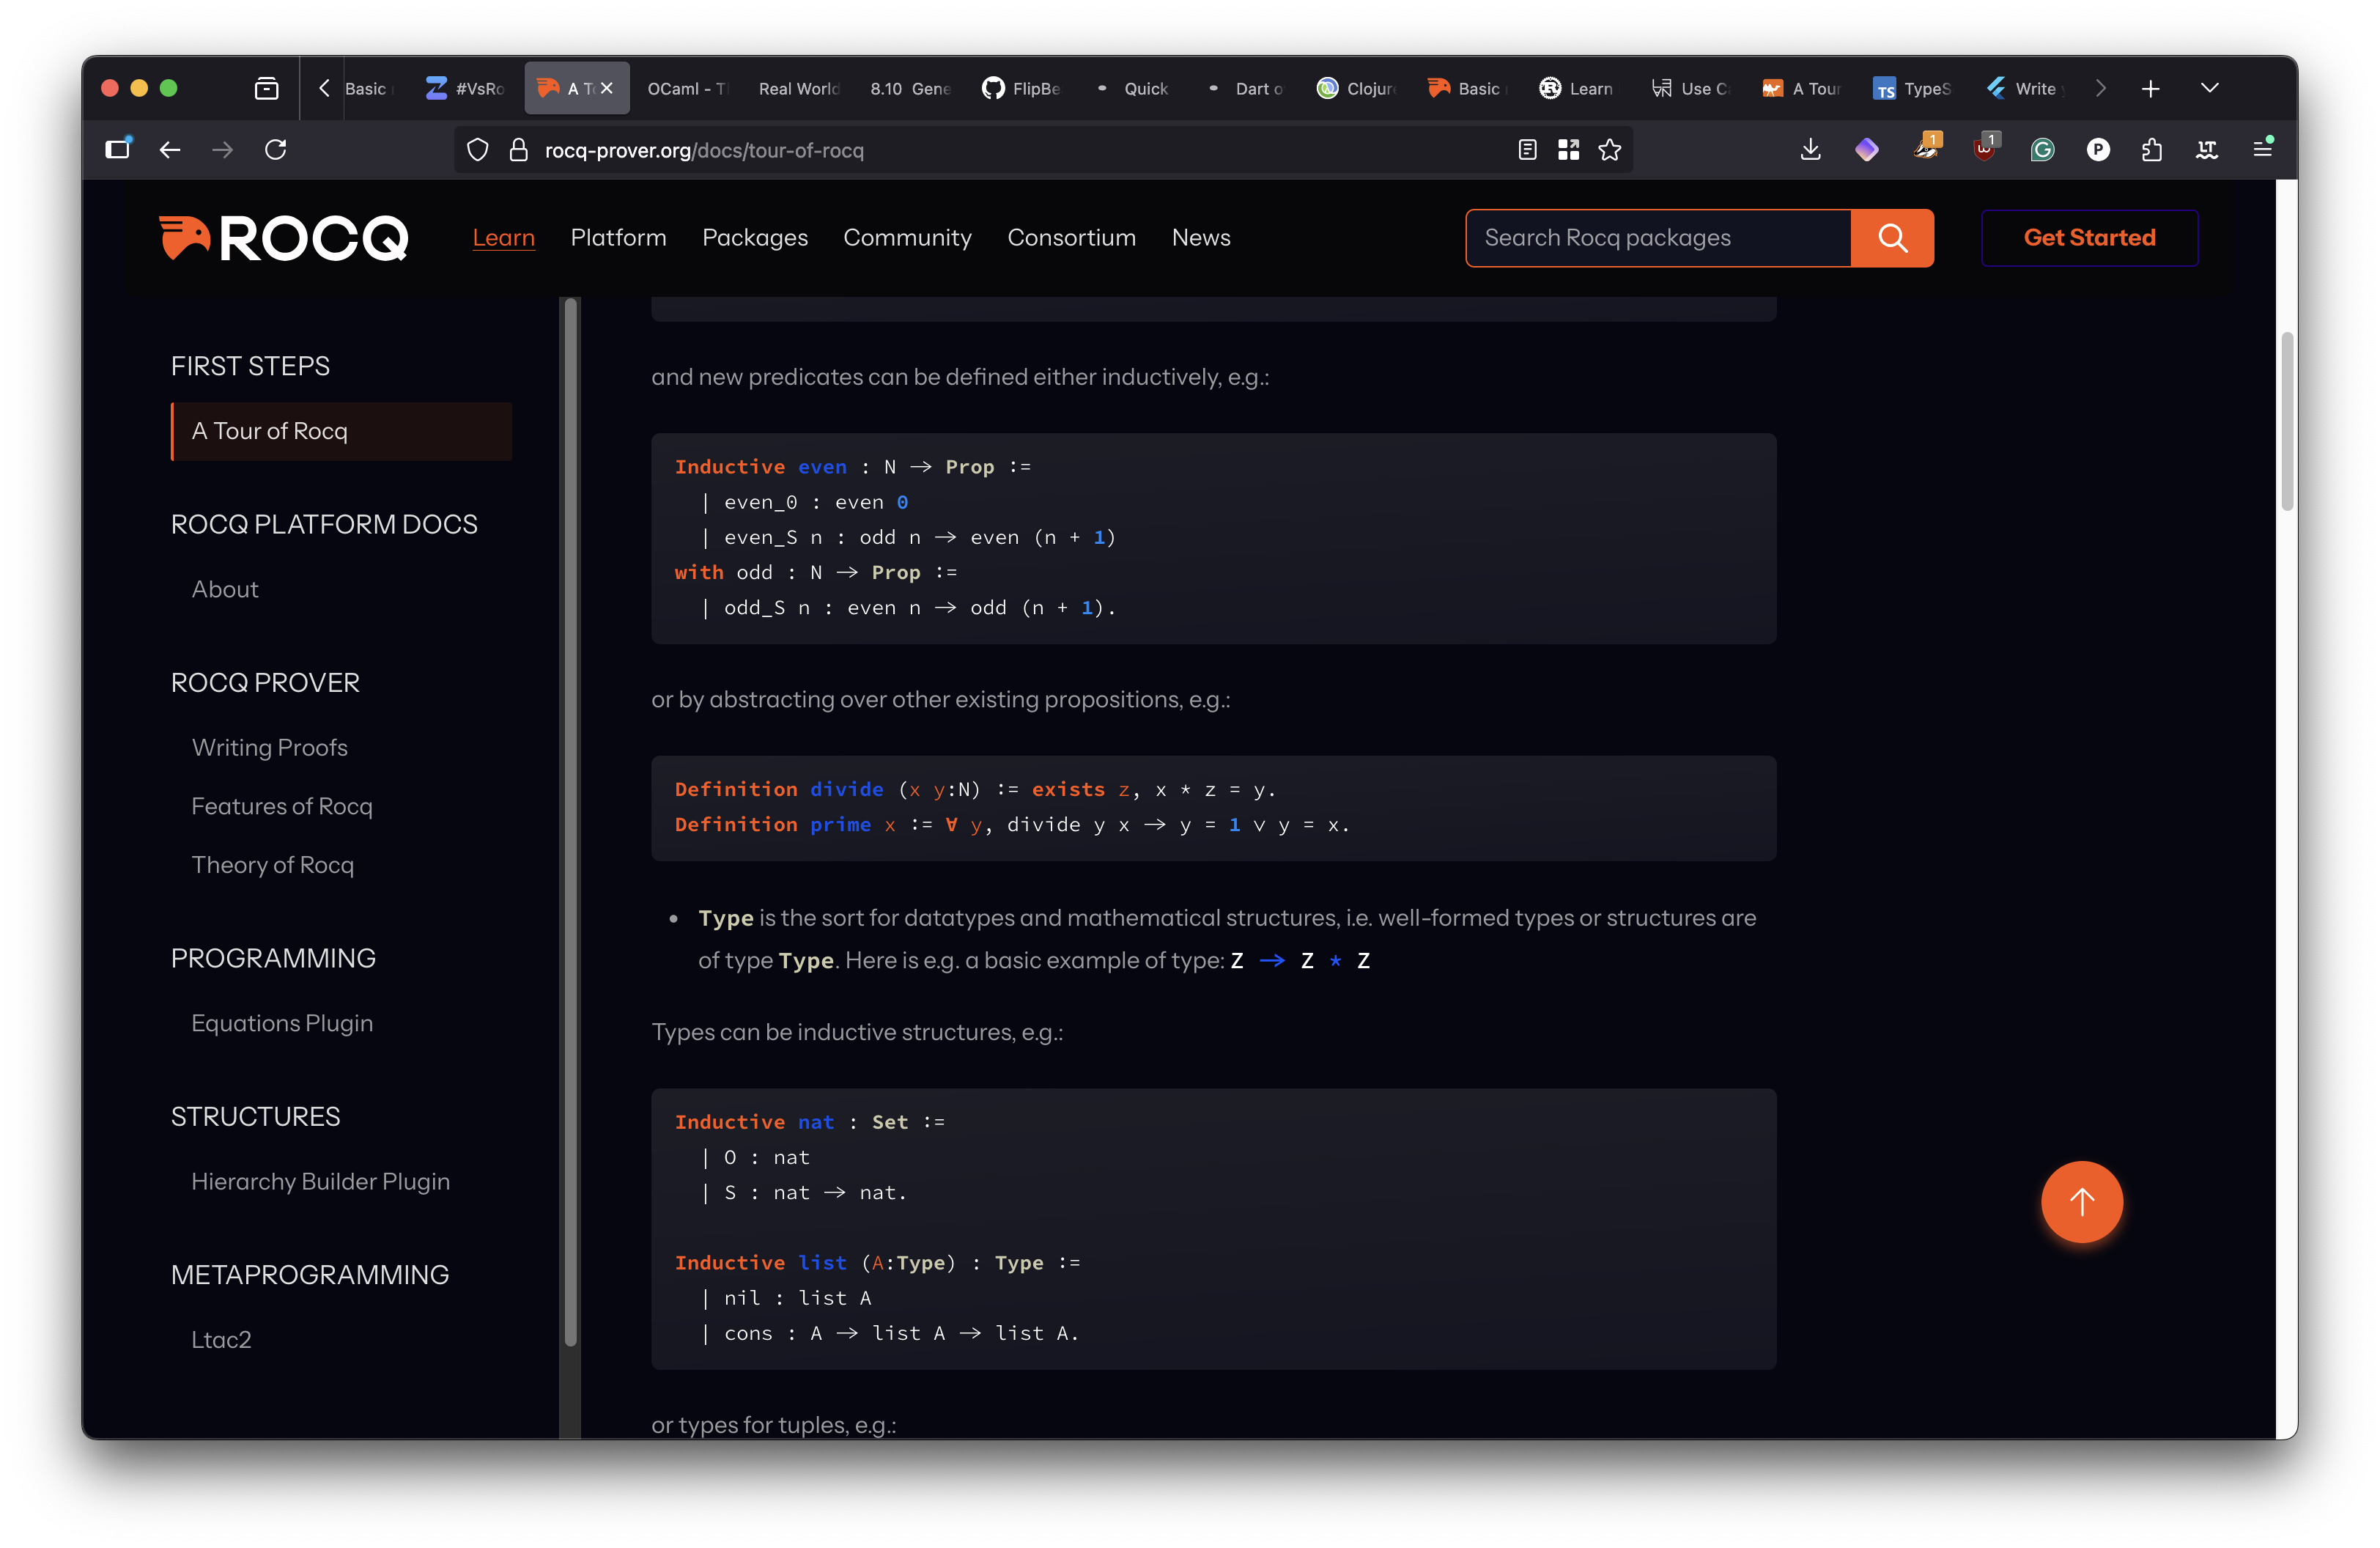 Basic
#VsRo
A T
OCaml - T
Real World
8.10 Gene
FlipBe
Quick
Dart o
Clojur
Basic
Learn
Use C
A Tour
TS
TypeS
Write
rocq-prover.org/docs/tour-of-rocq
1
1
ROCQ
Learn
Platform
Packages
Community
Consortium
News
Search Rocq packages
Get Started
FIRST STEPS
A Tour of Rocq
ROCQ PLATFORM DOCS
About
ROCQ PROVER
Writing Proofs
Features of Rocq
Theory of Rocq
PROGRAMMING
Equations Plugin
STRUCTURES
Hierarchy Builder Plugin
METAPROGRAMMING
Ltac2
and new predicates can be defined either inductively, e.g.:
Inductive even : N → Prop :=
| even_0 : even 0
| even_S n : odd n → even (n + 1)
with odd : N → Prop :=
| odd_S n : even n → odd (n + 1).
or by abstracting over other existing propositions, e.g.:
Definition divide (x y:N) := exists z, x * z = y.
Definition prime x := ∀ y, divide y x → y = 1 ∨ y = x.
• Type is the sort for datatypes and mathematical structures, i.e. well-formed types or structures are
of type Type. Here is e.g. a basic example of type: Z → Z * Z
Types can be inductive structures, e.g.:
Inductive nat : Set :=
| O : nat
| S : nat → nat.
Inductive list (A:Type) : Type :=
| nil : list A
| cons : A → list A → list A.
or types for tuples, e.g.: